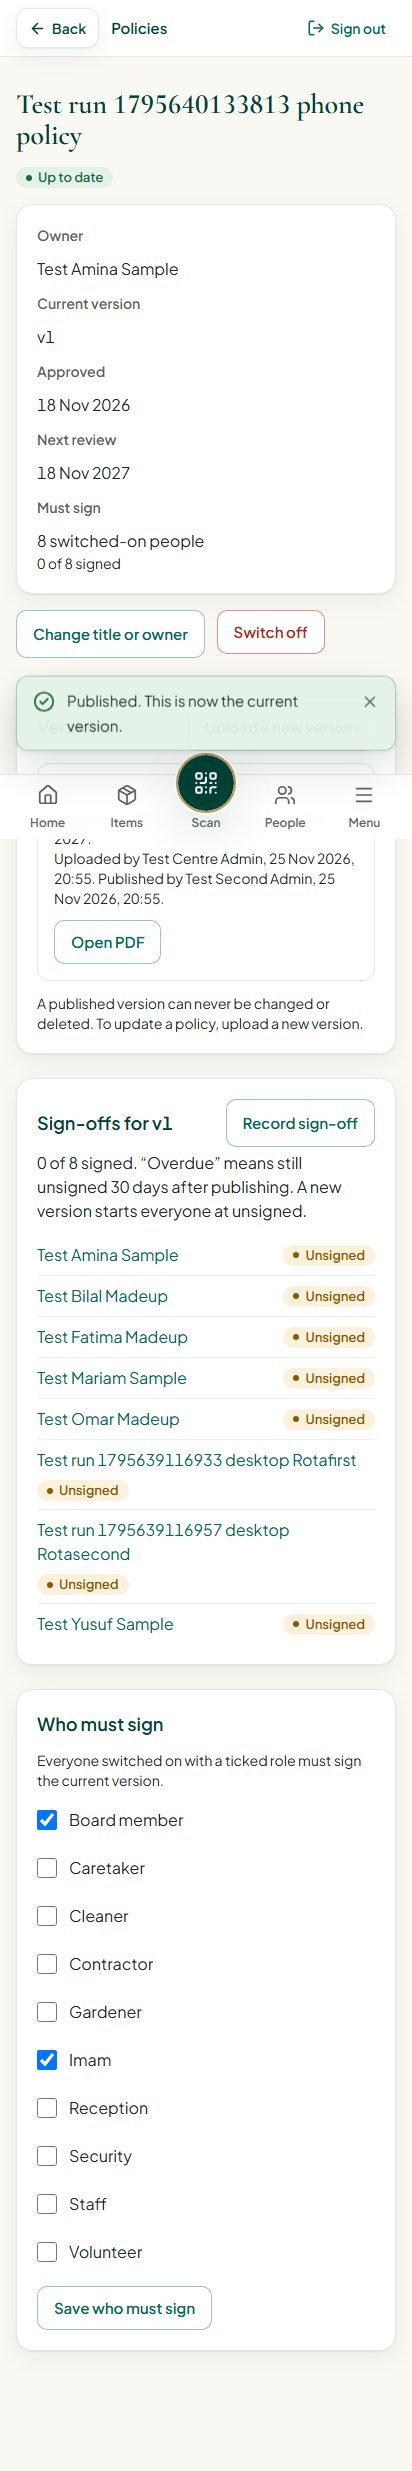 Back
Policies
Sign out
Test run 1795640133813 phone
policy
Up to date
Owner
Test Amina Sample
Current version
v1
Approved
18 Nov 2026
Next review
18 Nov 2027
Must sign
8 switched-on people
0 of 8 signed
Change title or owner
Switch off
Published. This is now the current
version.
Upload a new version
Home
Items
Scan
People
Menu
2027.
Uploaded by Test Centre Admin, 25 Nov 2026,
20:55. Published by Test Second Admin, 25
Nov 2026, 20:55.
Open PDF
A published version can never be changed or
deleted. To update a policy, upload a new version.
Sign-offs for v1
Record sign-off
0 of 8 signed. “Overdue” means still
unsigned 30 days after publishing. A new
version starts everyone at unsigned.
Test Amina Sample
Unsigned
Test Bilal Madeup
Unsigned
Test Fatima Madeup
Unsigned
Test Mariam Sample
Unsigned
Test Omar Madeup
Unsigned
Test run 1795639116933 desktop Rotafirst
Unsigned
Test run 1795639116957 desktop
Rotasecond
Unsigned
Test Yusuf Sample
Unsigned
Who must sign
Everyone switched on with a ticked role must sign
the current version.
Board member
Caretaker
Cleaner
Contractor
Gardener
Imam
Reception
Security
Staff
Volunteer
Save who must sign